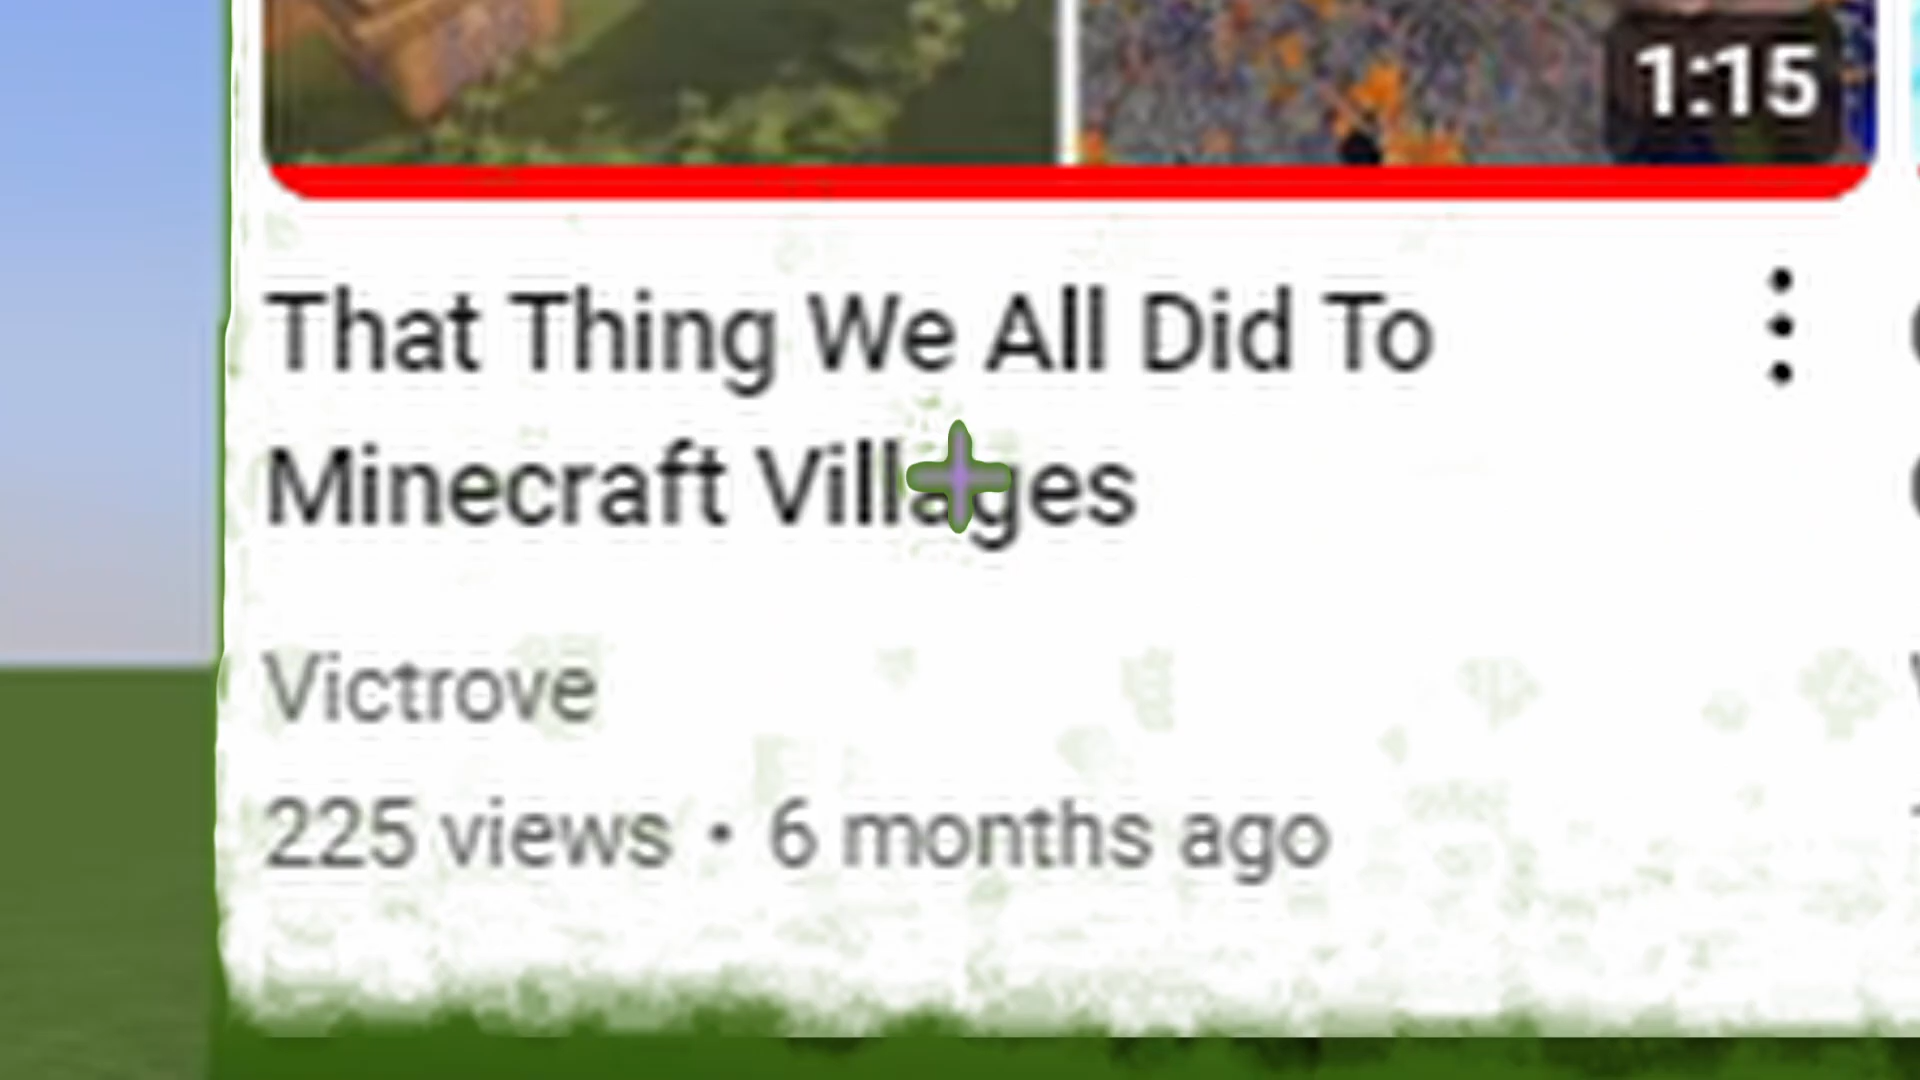 1:15
That Thing We All Did To
Minecraft Villages
Victrove
225 views • 6 months ago